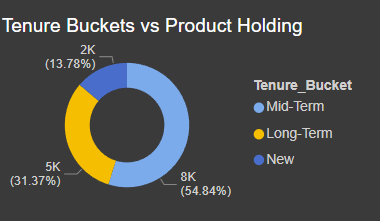 Tenure Buckets vs Product Holding
2K
(13.78%)
Tenure_Bucket
Mid-Term
Long-Term
New
5K
(31.37%)
8K
(54.84%)